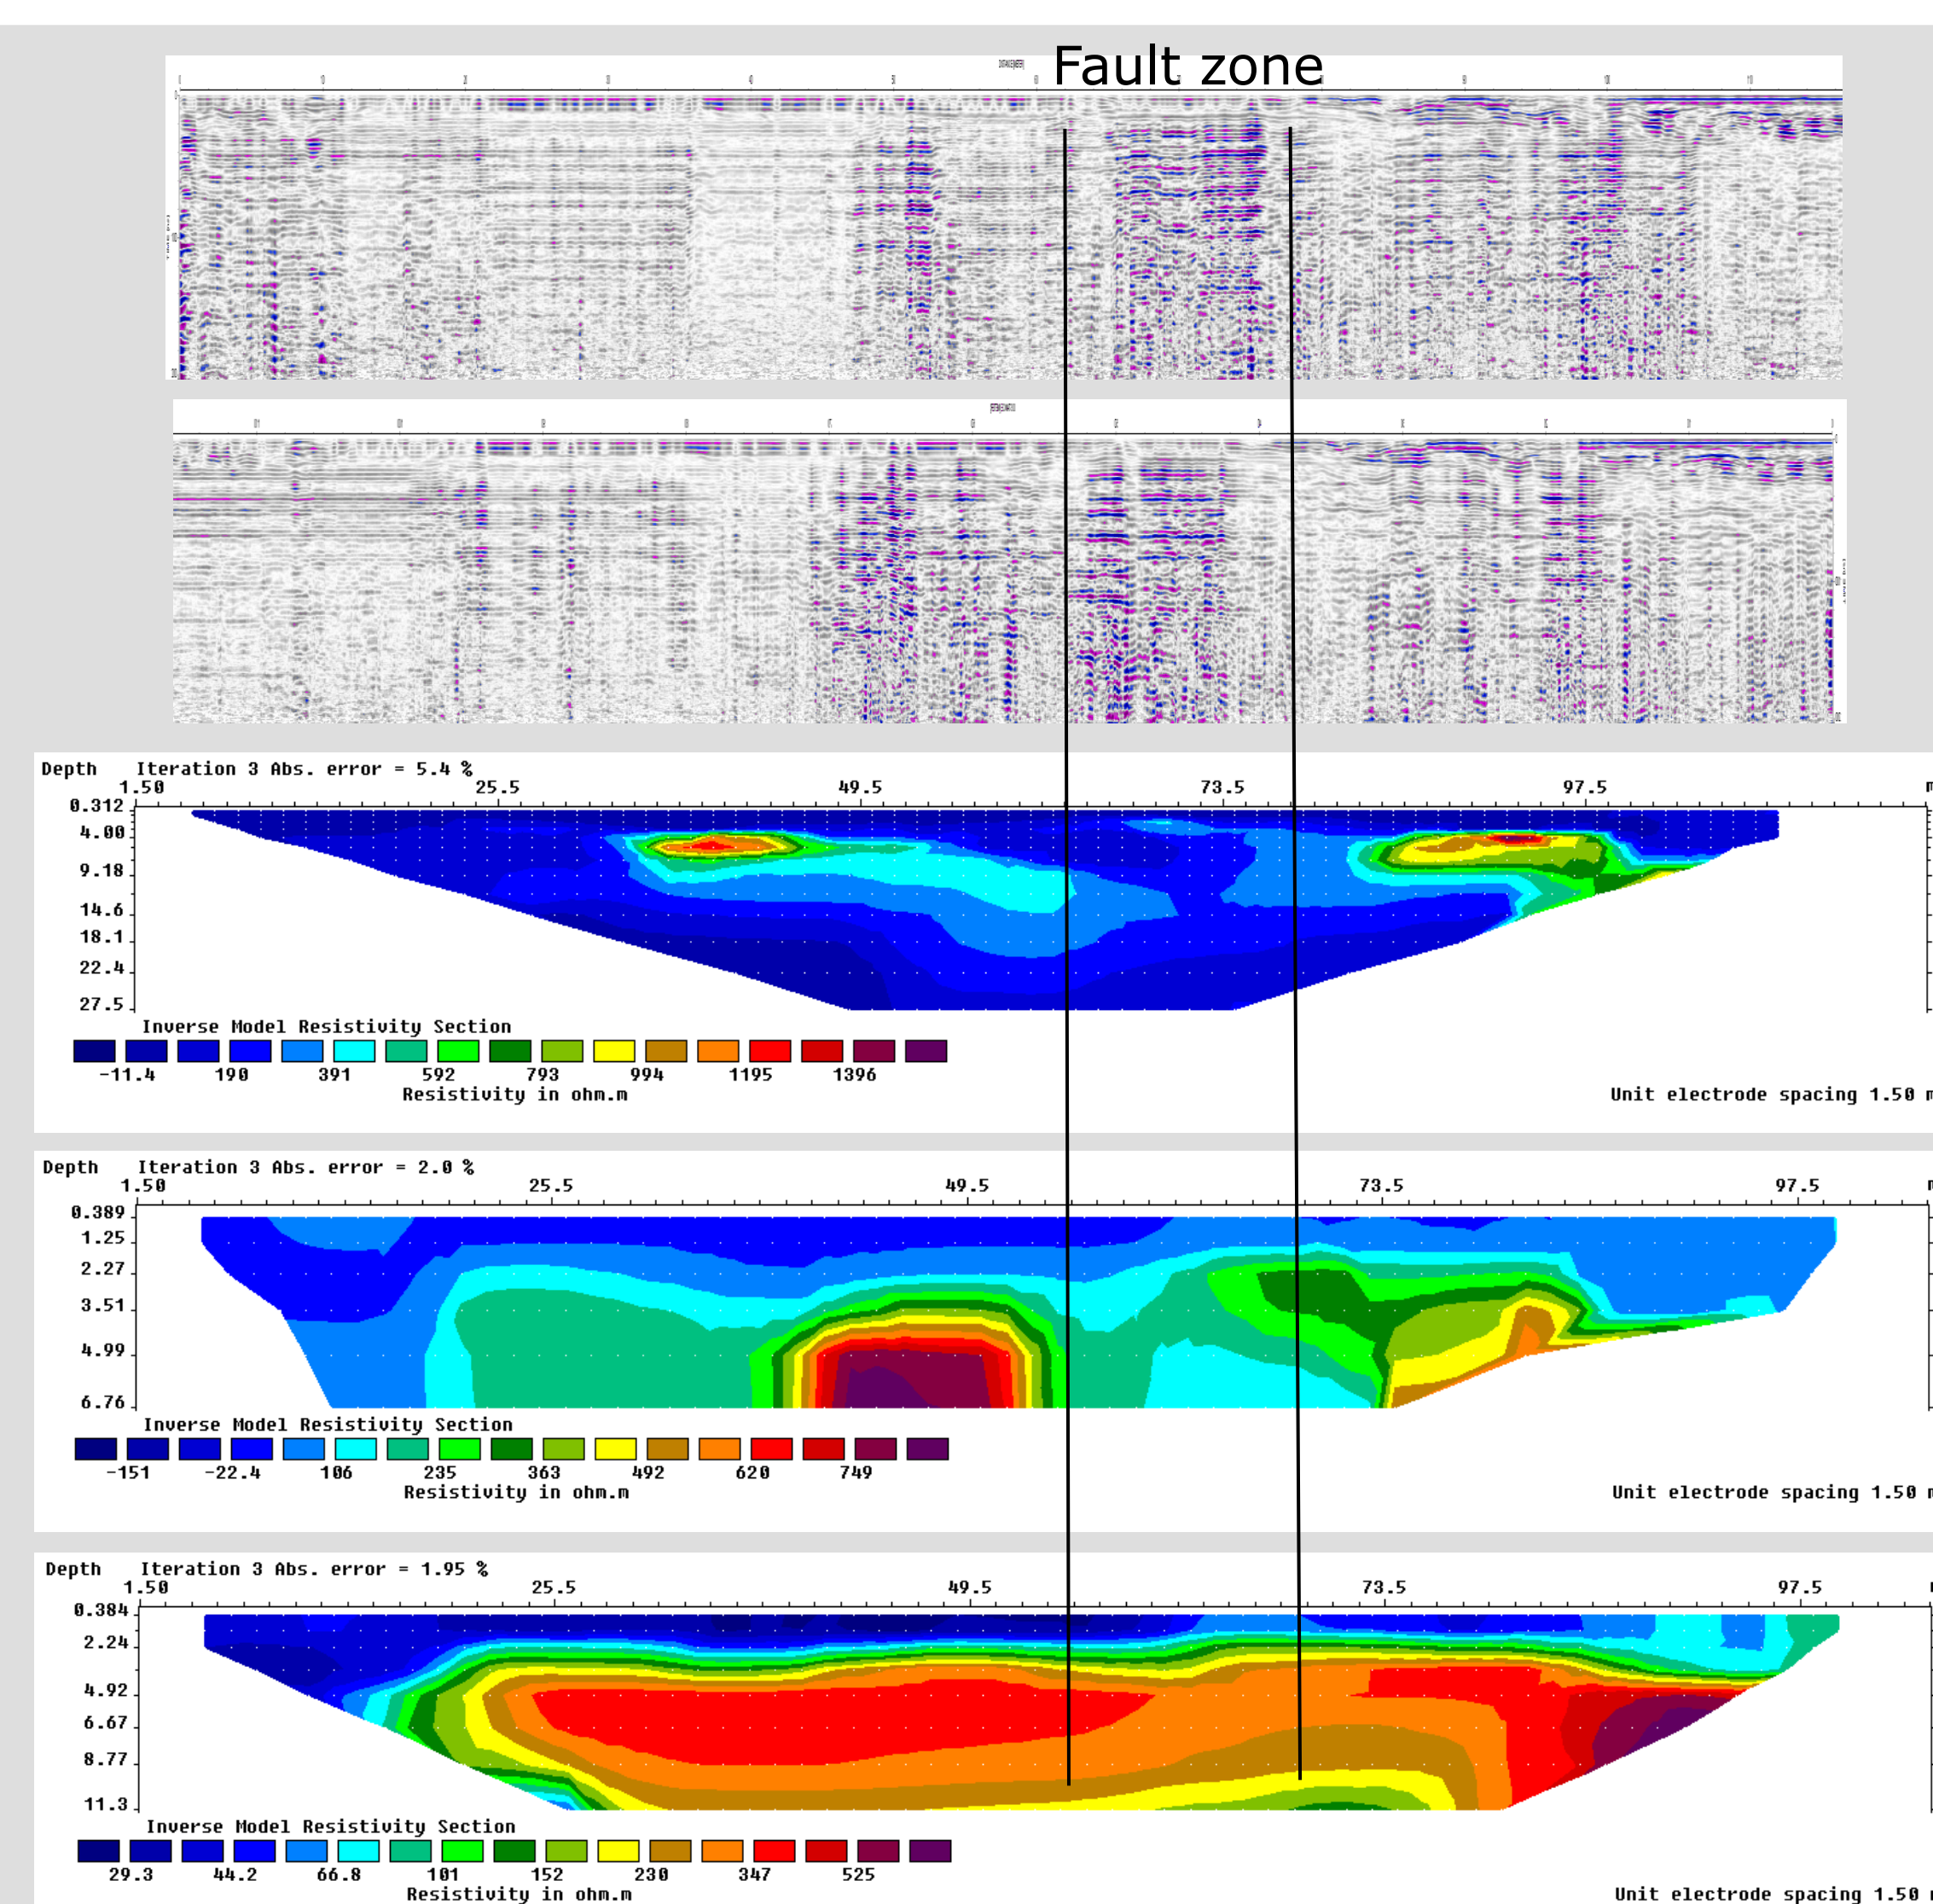 Fault zone
DISTANCE[METER]
Depth Iteration 3 Abs. error = 5.4 %
1.50 25.5 49.5 73.5 97.5 m
0.312
4.00
9.18
14.6
18.1
22.4
27.5
Inverse Model Resistivity Section
-11.4 190 391 592 793 994 1195 1396
Resistivity in ohm.m
Unit electrode spacing 1.50 m
Depth Iteration 3 Abs. error = 2.0 %
1.50 25.5 49.5 73.5 97.5 m
0.389
1.25
2.27
3.51
4.99
6.76
Inverse Model Resistivity Section
-151 -22.4 106 235 363 492 620 749
Resistivity in ohm.m
Unit electrode spacing 1.50 m
Depth Iteration 3 Abs. error = 1.95 %
1.50 25.5 49.5 73.5 97.5
0.384
2.24
4.92
6.67
8.77
11.3
Inverse Model Resistivity Section
29.3 44.2 66.8 101 152 230 347 525
Resistivity in ohm.m
Unit electrode spacing 1.50 m